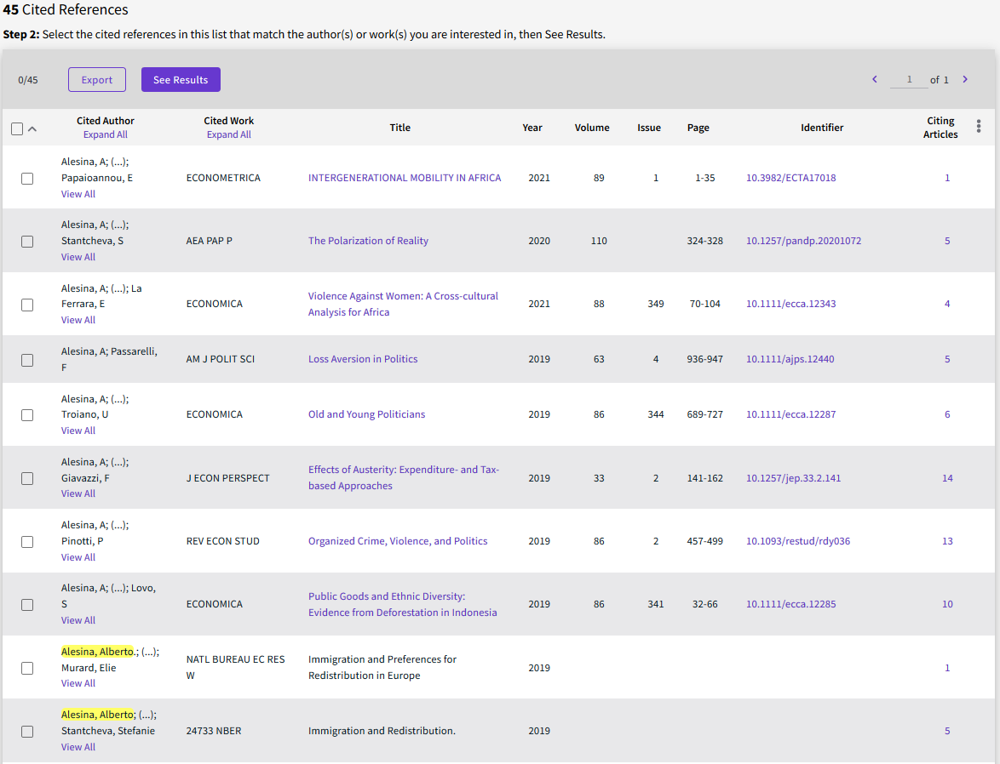 45 Cited References
Step 2: Select the cited references in this list that match the author(s) or work(s) you are interested in, then See Results.
0/45 Export See Results 1 of 1
Cited Author Expand All Cited Work Expand All Title Year Volume Issue Page Identifier Citing Articles
Alesina, A; (...);
Papaioannou, E
View All
ECONOMETRICA
INTERGENERATIONAL MOBILITY IN AFRICA
2021 89 1 1-35 10.3982/ECTA17018 1
Alesina, A; (...);
Stantcheva, S
View All
AEA PAP P
The Polarization of Reality
2020 110 324-328 10.1257/pandp.20201072 5
Alesina, A; (...); La
Ferrara, E
View All
ECONOMICA
Violence Against Women: A Cross-cultural
Analysis for Africa
2021 88 349 70-104 10.1111/ecca.12343 4
Alesina, A; Passarelli,
F
AM J POLIT SCI
Loss Aversion in Politics
2019 63 4 936-947 10.1111/ajps.12440 5
Alesina, A; (...);
Troiano, U
View All
ECONOMICA
Old and Young Politicians
2019 86 344 689-727 10.1111/ecca.12287 6
Alesina, A; (...);
Giavazzi, F
View All
J ECON PERSPECT
Effects of Austerity: Expenditure- and Tax-
based Approaches
2019 33 2 141-162 10.1257/jep.33.2.141 14
Alesina, A; (...);
Pinotti, P
View All
REV ECON STUD
Organized Crime, Violence, and Politics
2019 86 2 457-499 10.1093/restud/rdy036 13
Alesina, A; (...); Lovo,
S
View All
ECONOMICA
Public Goods and Ethnic Diversity:
Evidence from Deforestation in Indonesia
2019 86 341 32-66 10.1111/ecca.12285 10
Alesina, Alberto.; (...);
Murard, Elie
View All
NATL BUREAU EC RES
W
Immigration and Preferences for
Redistribution in Europe
2019 1
Alesina, Alberto; (...);
Stantcheva, Stefanie
View All
24733 NBER
Immigration and Redistribution.
2019 5